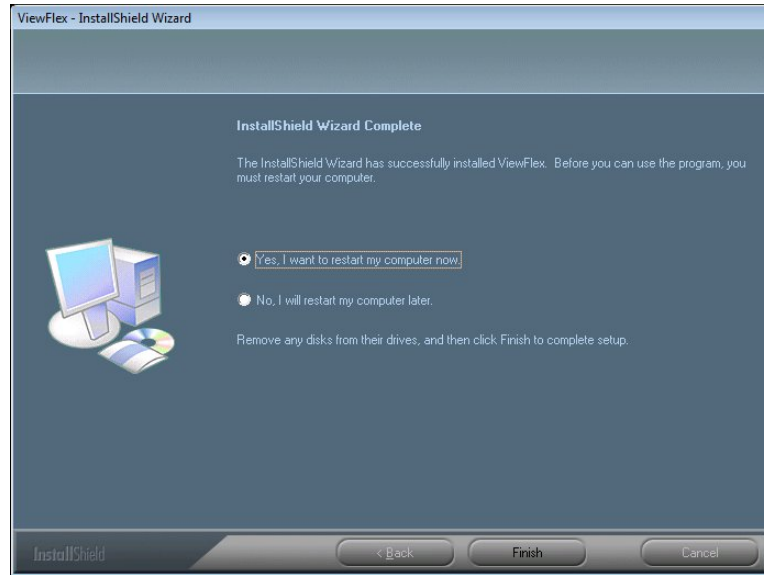 ViewFlex - InstallShield Wizard
InstallShield Wizard Complete
The InstallShield Wizard has successfully installed ViewFlex. Before you can use the program, you
must restart your computer.
Yes, I want to restart my computer now.
No, I will restart my computer later.
Remove any disks from their drives, and then click Finish to complete setup.
InstallShield
< Back
Finish
Cancel